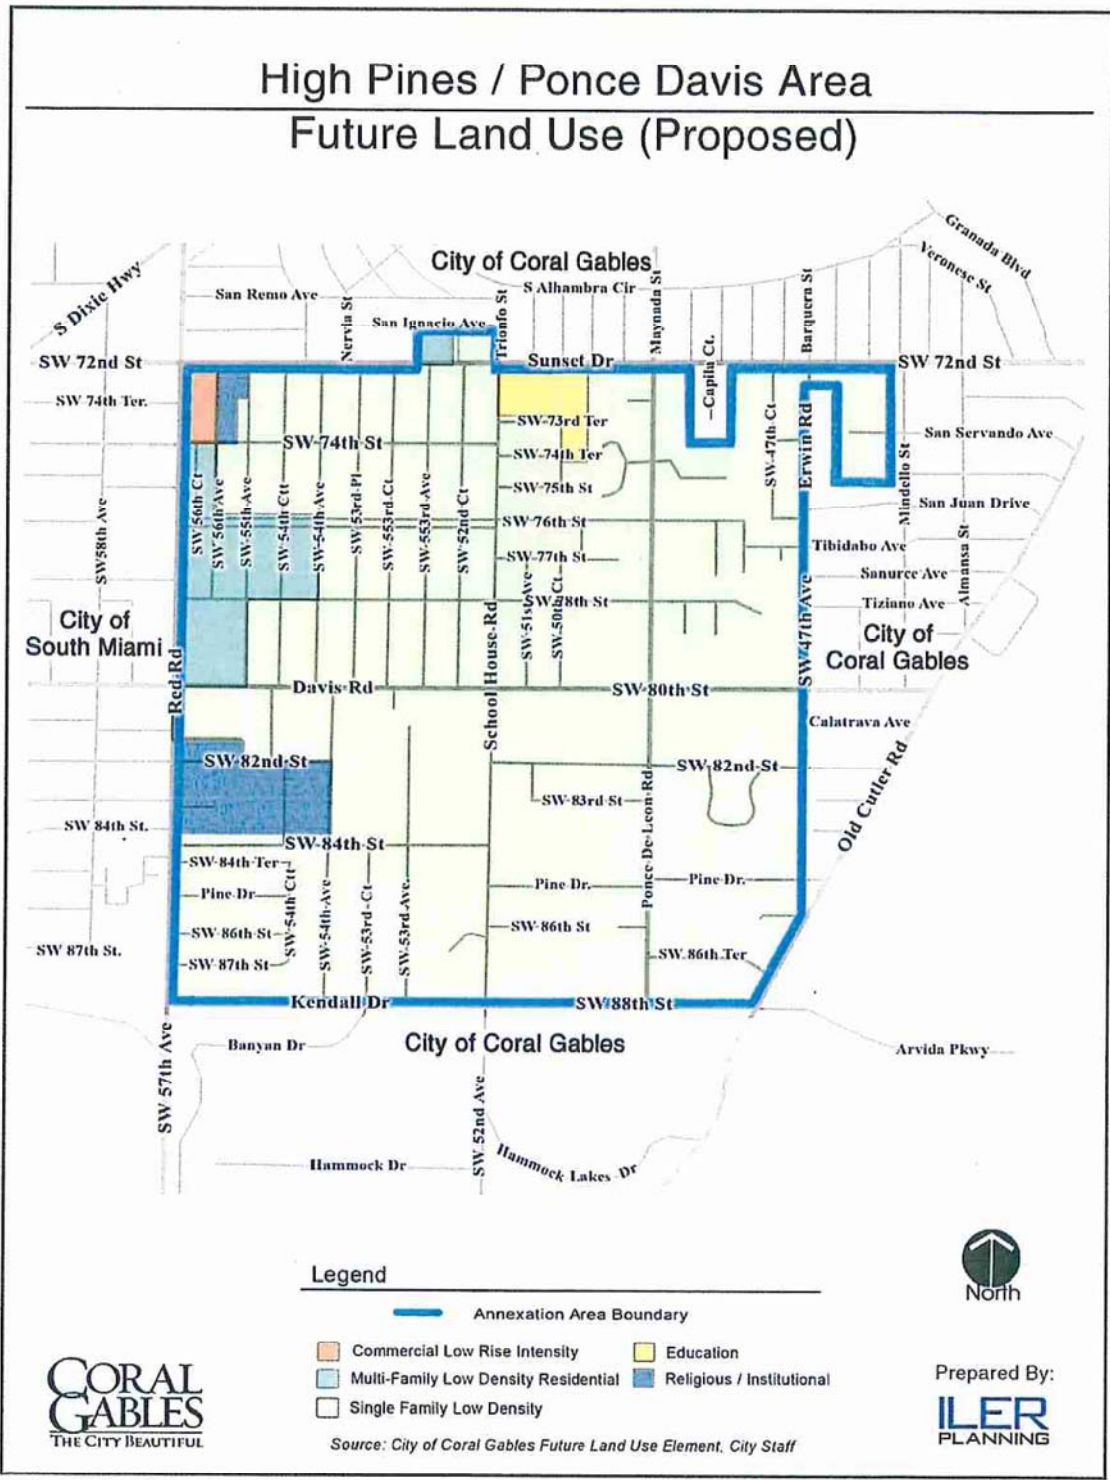 High Pines / Ponce Davis Area
Future Land Use (Proposed)
City of Coral Gables
Granada Blvd
Veronese St
S Dixie Hwy
San Remo Ave
Nervia St
San Ignacio Ave
Trionfo St
S Alhambra Cir
Maynada St
Barquera St
SW 72nd St
Sunset Dr
Capila Ct.
SW 72nd St
SW 74th Ter.
SW 73rd Ter
SW 47th Ct
Erwin Rd
San Servando Ave
SW 74th St
SW 74th Ter
Mindello St
SW 56th Ct
SW 56th Ave
SW 55th Ave
SW 54th Ctt
SW 54th Ave
SW 53rd Pl
SW 553rd Ct
SW 553rd Ave
SW 52nd Ct
SW 75th St
San Juan Drive
SW 58th Ave
SW 76th St
Tibidabo Ave
Almansa St
SW 77th St
Sanurce Ave
SW 51st Ave
SW 50th Ct
SW 78th St
Tiziano Ave
City of
South Miami
SW 47th Ave
City of
Coral Gables
Red Rd
School House Rd
Davis Rd
SW 80th St
Calatrava Ave
SW 82nd St
SW 82nd St
Old Cutler Rd
SW 83rd St
Ponce De Leon Rd
SW 84th St.
SW 84th St
SW 84th Ter
SW 54th Ctt
SW 54th Ave
SW 53rd Ct
SW 53rd Ave
Pine Dr
Pine Dr.
Pine Dr.
SW 86th St
SW 86th St
SW 87th St.
SW 87th St
SW 86th Ter
Kendall Dr
SW 88th St
SW 57th Ave
Banyan Dr
City of Coral Gables
Arvida Pkwy
SW 52nd Ave
Hammock Dr
Hammock Lakes Dr
North
Legend
Annexation Area Boundary
Commercial Low Rise Intensity
Education
Multi-Family Low Density Residential
Religious / Institutional
Single Family Low Density
Source: City of Coral Gables Future Land Use Element, City Staff
CORAL
GABLES
THE CITY BEAUTIFUL
Prepared By:
ILER
PLANNING